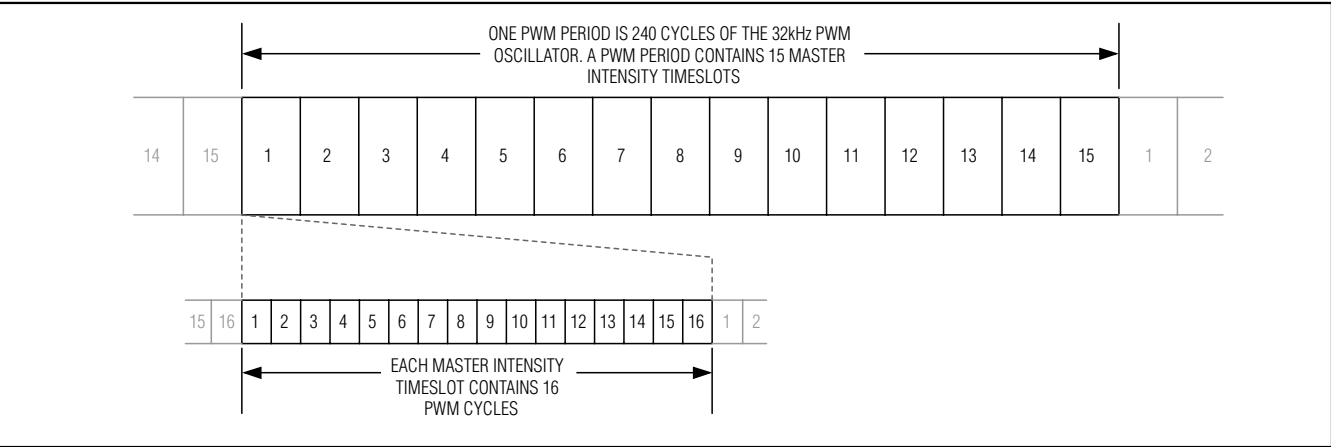 ONE PWM PERIOD IS 240 CYCLES OF THE 32kHz PWM
OSCILLATOR. A PWM PERIOD CONTAINS 15 MASTER
INTENSITY TIMESLOTS
14 15 1 2 3 4 5 6 7 8 9 10 11 12 13 14 15 1 2
15 16 1 2 3 4 5 6 7 8 9 10 11 12 13 14 15 16 1 2
EACH MASTER INTENSITY
TIMESLOT CONTAINS 16
PWM CYCLES